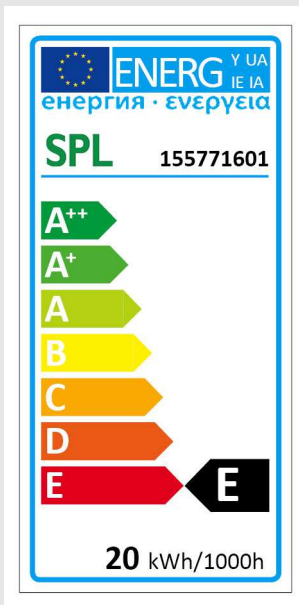 ENERG Y UA
IE IA
енергия · ενεργεια
SPL 155771601
A++
A+
A
B
C
D
E E
20 kWh/1000h